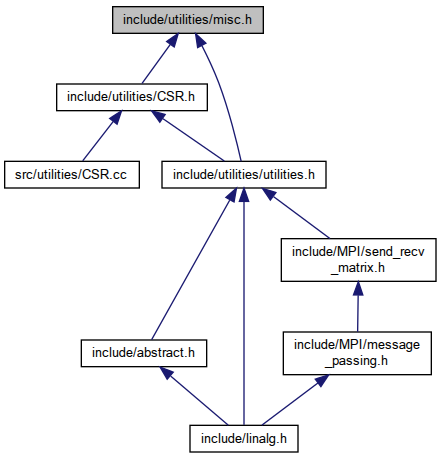 include/utilities/misc.h
include/utilities/CSR.h
src/utilities/CSR.cc
include/utilities/utilities.h
include/MPI/send_recv
_matrix.h
include/abstract.h
include/MPI/message
_passing.h
include/linalg.h